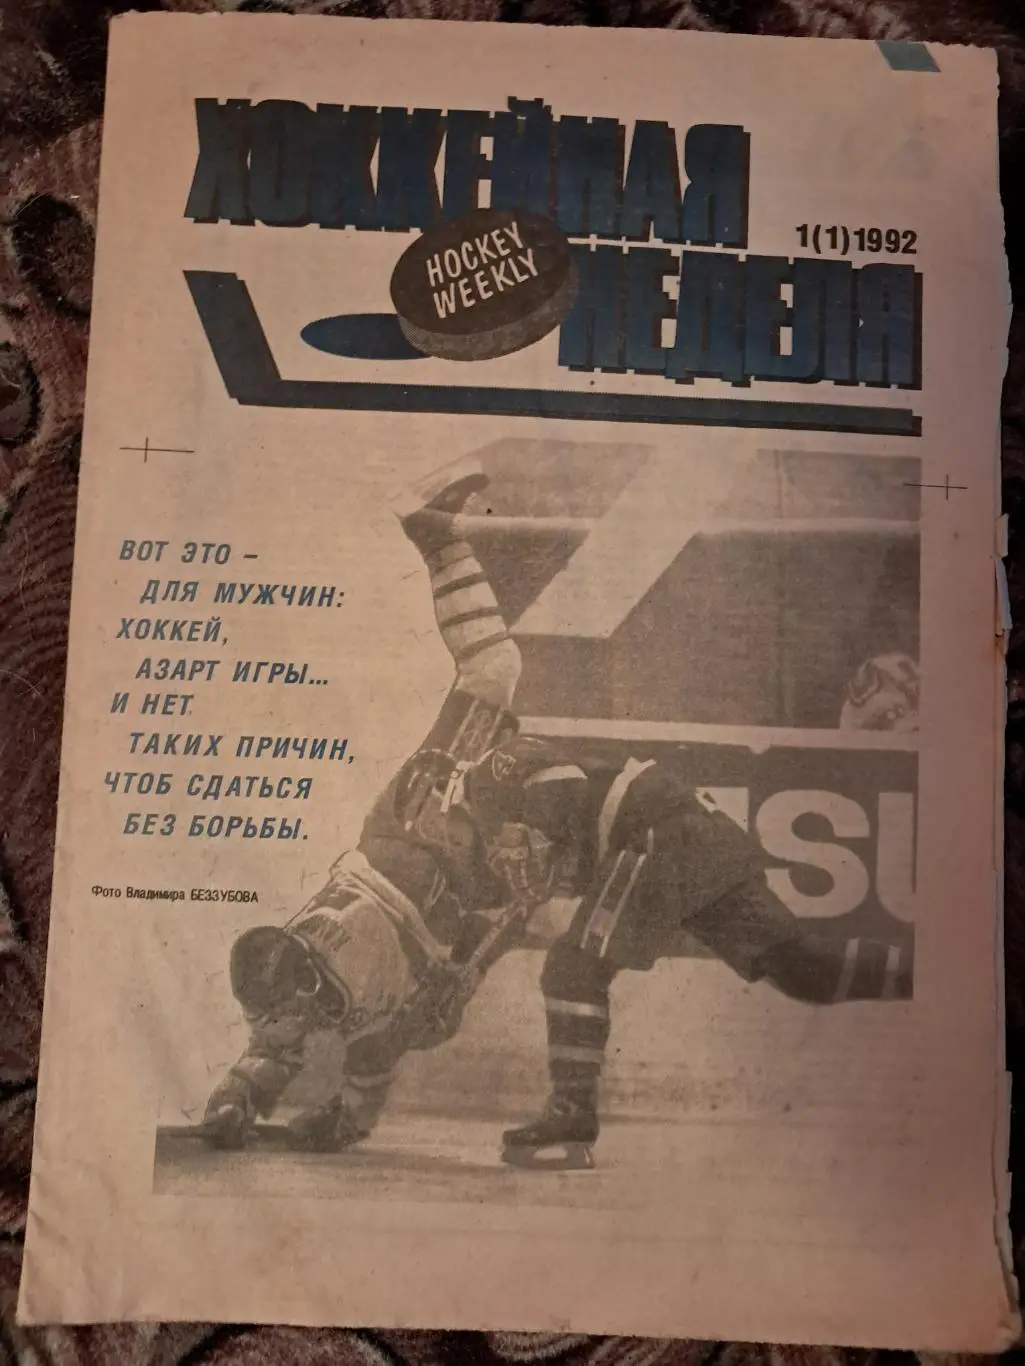 ХОККЕЙНАЯ
1(1)1992
HOCKEY
WEEKLY
НЕДЕЛЯ
ВОТ ЭТО –
ДЛЯ МУЖЧИН:
ХОККЕЙ,
АЗАРТ ИГРЫ...
И НЕТ
ТАКИХ ПРИЧИН,
ЧТОБ СДАТЬСЯ
БЕЗ БОРЬБЫ.
Фото Владимира БЕЗЗУБОВА
SU